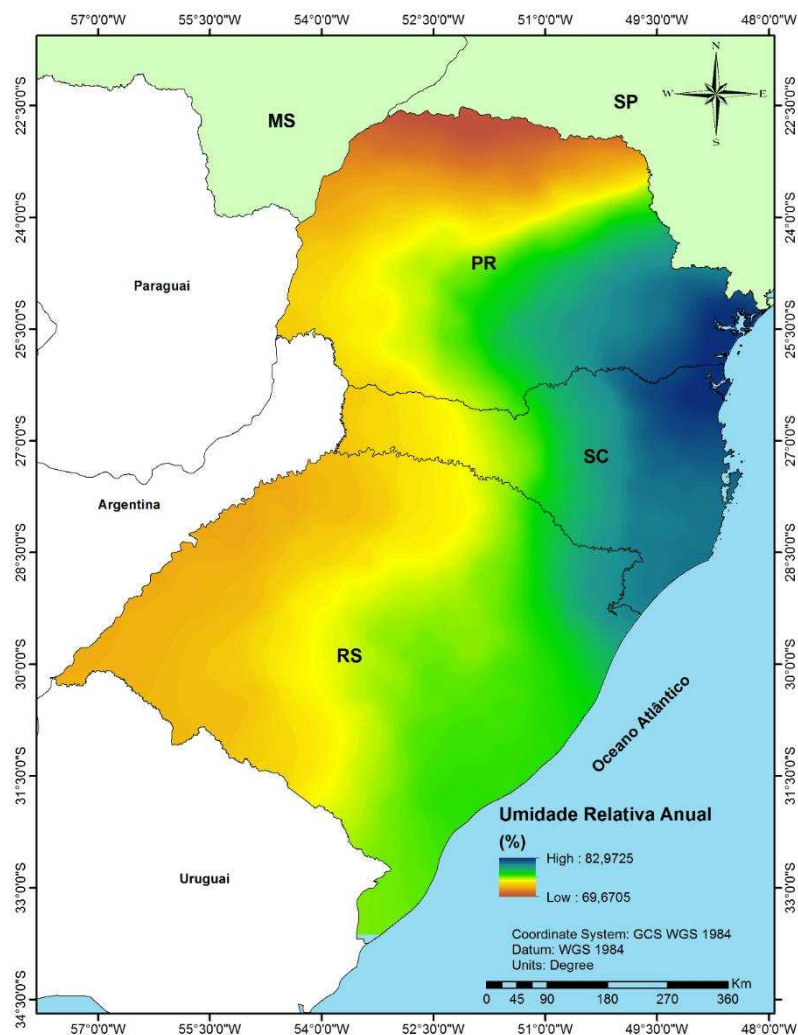 57°0'0"W 55°30'0"W 54°0'0"W 52°30'0"W 51°0'0"W 49°30'0"W 48°0'0"W
N
W E
S
SP
MS
22°30'0"S
24°0'0"S
PR
Paraguai
25°30'0"S
27°0'0"S
SC
Argentina
28°30'0"S
RS
30°0'0"S
Oceano Atlântico
31°30'0"S
Umidade Relativa Anual
(%)
High : 82,9725
Low : 69,6705
Uruguai
33°0'0"S
Coordinate System: GCS WGS 1984
Datum: WGS 1984
Units: Degree
Km
0 45 90 180 270 360
34°30'0"S
22°30'0"S
24°0'0"S
25°30'0"S
27°0'0"S
28°30'0"S
30°0'0"S
31°30'0"S
33°0'0"S
34°30'0"S
57°0'0"W 55°30'0"W 54°0'0"W 52°30'0"W 51°0'0"W 49°30'0"W 48°0'0"W